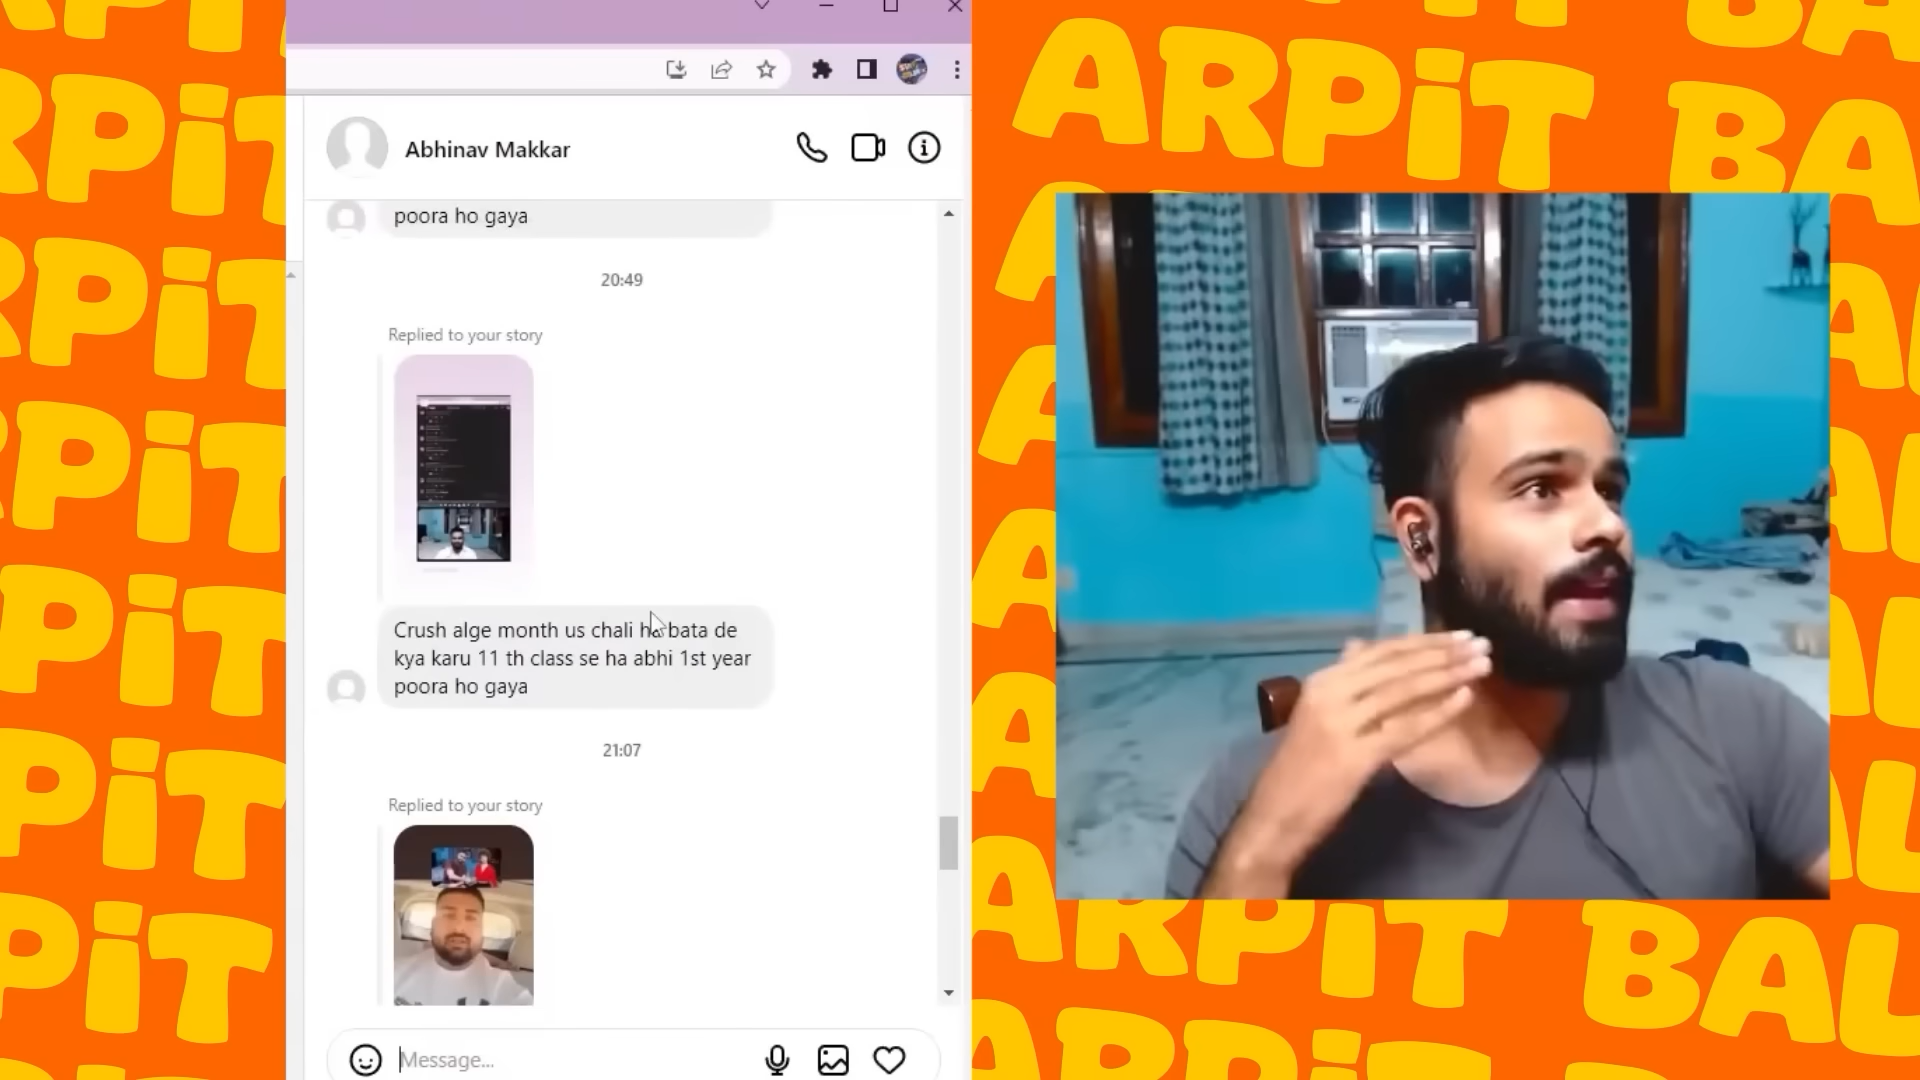 Abhinav Makkar
poora ho gaya
20:49
Replied to your story
Crush alge month us chali ha bata de
kya karu 11 th class se ha abhi 1st year
poora ho gaya
21:07
Replied to your story
Message...
ARPIT BAL